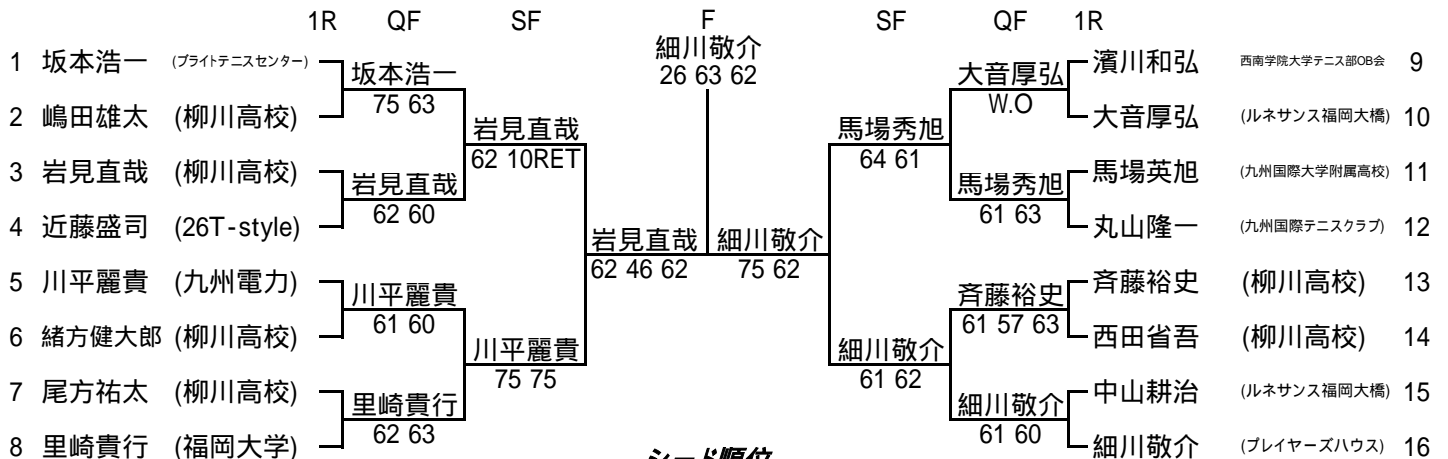 1R QF SF F SF QF 1R
細川敬介
26 63 62
1 坂本浩一 (ブライトテニスセンター)
坂本浩一
75 63
2 嶋田雄太 (柳川高校)
岩見直哉
62 10RET
3 岩見直哉 (柳川高校)
岩見直哉
62 60
4 近藤盛司 (26T-style)
岩見直哉
62 46 62
5 川平麗貴 (九州電力)
川平麗貴
61 60
6 緒方健大郎 (柳川高校)
川平麗貴
75 75
7 尾方祐太 (柳川高校)
里崎貴行
62 63
8 里崎貴行 (福岡大学)
濱川和弘 西南学院大学テニス部OB会 9
大音厚弘
W.O
大音厚弘 (ルネサンス福岡大橋) 10
馬場秀旭
64 61
馬場英旭 (九州国際大学附属高校) 11
馬場秀旭
61 63
丸山隆一 (九州国際テニスクラブ) 12
細川敬介
75 62
斉藤裕史 (柳川高校) 13
斉藤裕史
61 57 63
西田省吾 (柳川高校) 14
細川敬介
61 62
中山耕治 (ルネサンス福岡大橋) 15
細川敬介
61 60
細川敬介 (プレイヤーズハウス) 16
シード順位